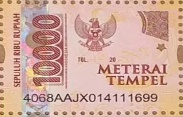 SEPULUH RIBU RUPIAH
10000
TGL. 20
METERAI
TEMPEL
4068AAJX014111699